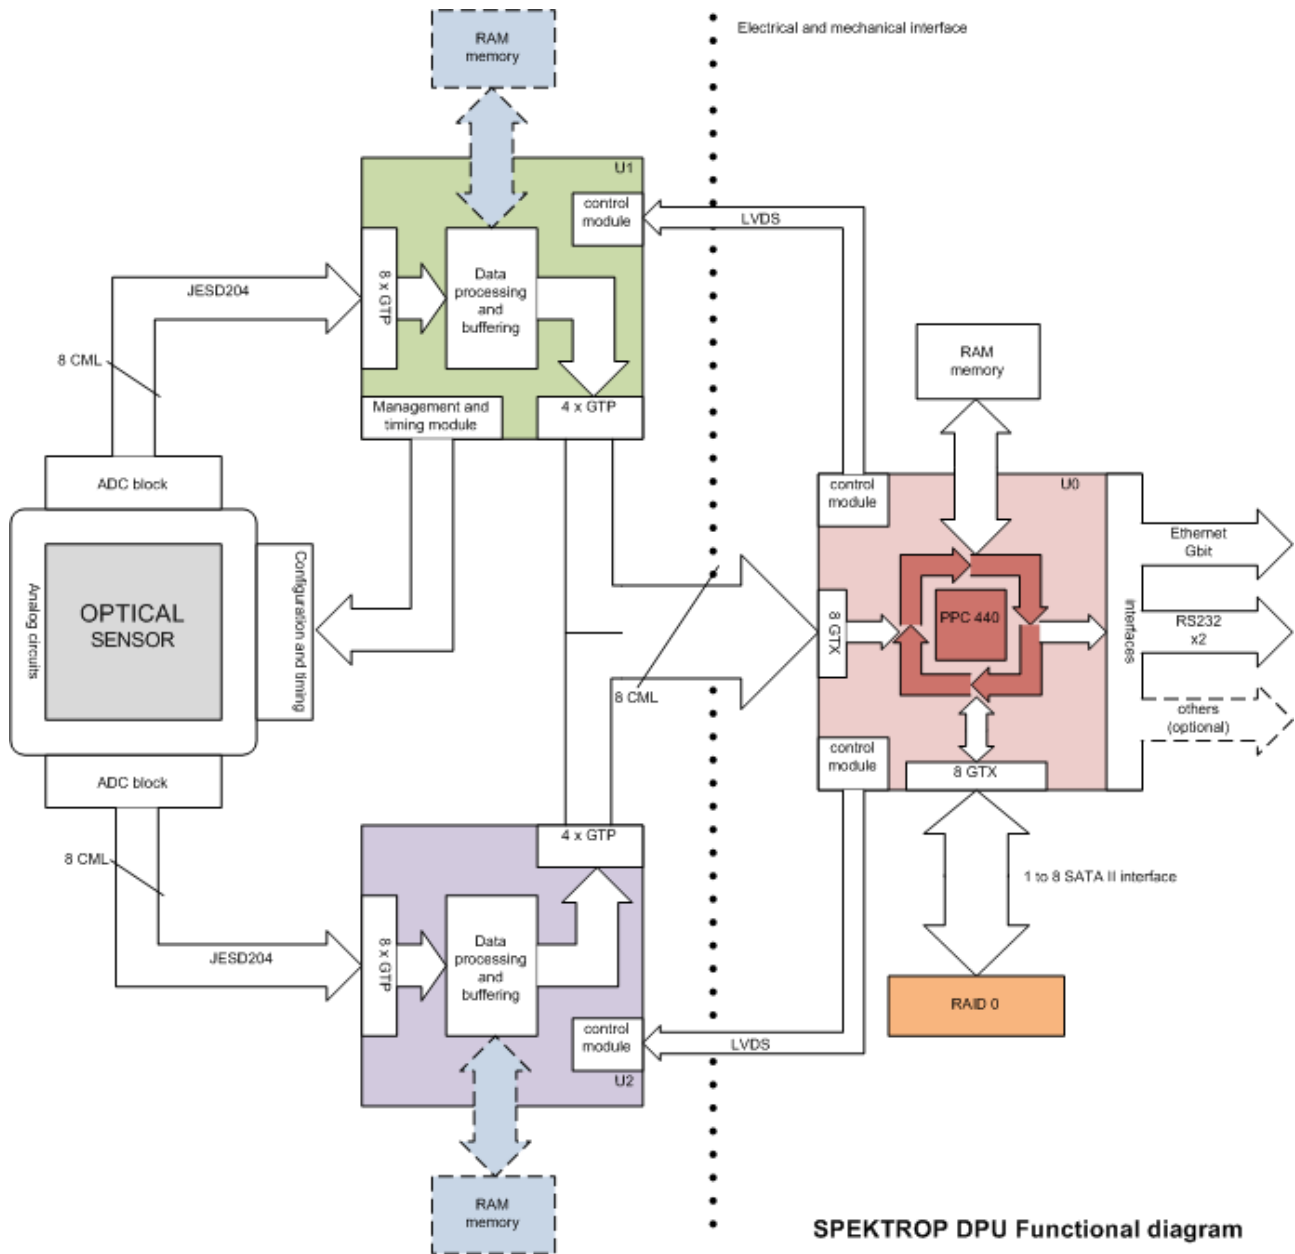 RAM
memory
Electrical and mechanical interface
U1
control
module
LVDS
8 x GTP
Data
processing
and
buffering
JESD204
8 CML
Management and
timing module
4 x GTP
RAM
memory
ADC block
control
module
U0
Ethernet
Gbit
Configuration and timing
Analog circuits
OPTICAL
SENSOR
8 GTX
PPC 440
interfaces
RS232
x2
8 CML
others
(optional)
control
module
8 GTX
ADC block
8 CML
4 x GTP
1 to 8 SATA II interface
8 x GTP
Data
processing
and
buffering
JESD204
RAID 0
control
module
LVDS
U2
RAM
memory
SPEKTROP DPU Functional diagram